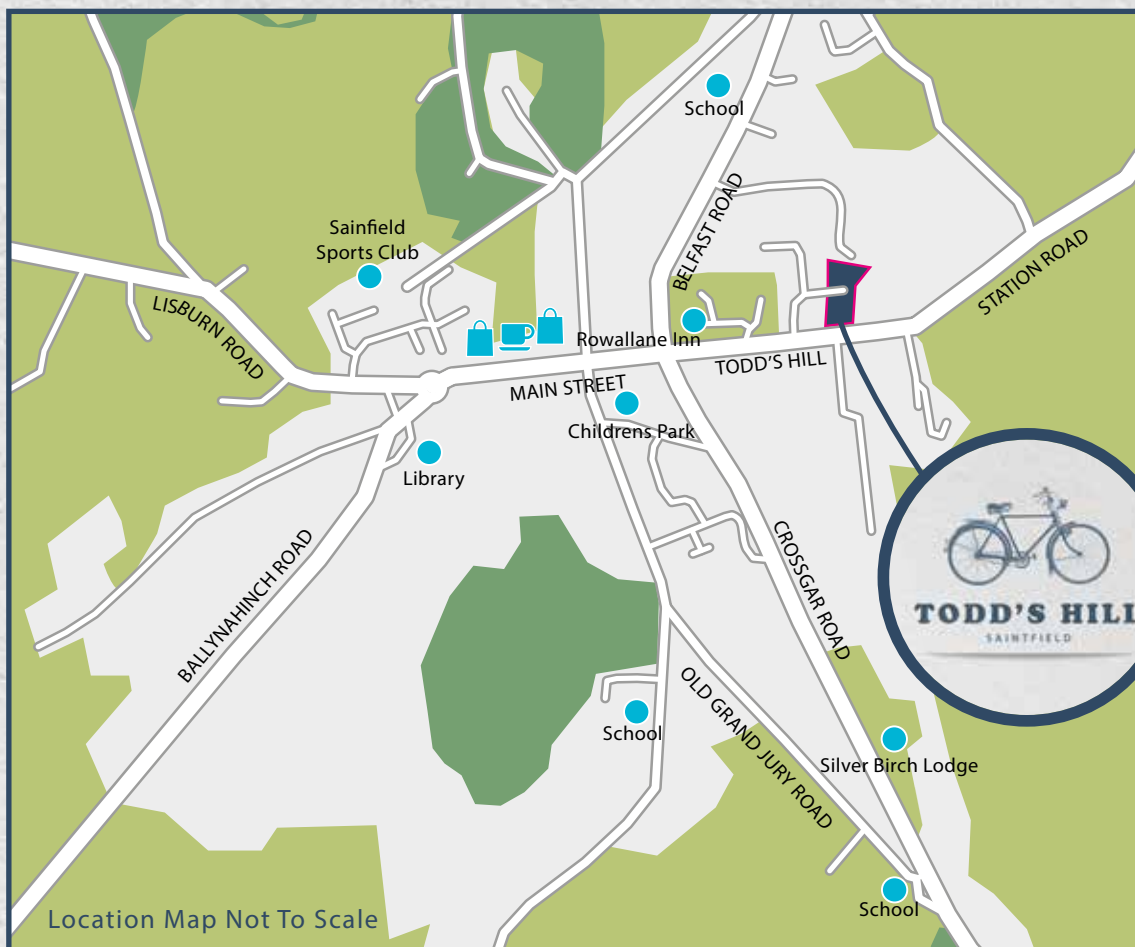 School
BELFAST ROAD
Sainfield
Sports Club
STATION ROAD
LISBURN ROAD
Rowallane Inn
TODD'S HILL
MAIN STREET
Childrens Park
Library
BALLYNAHINCH ROAD
CROSSGAR ROAD
TODD'S HILL
SAINTFIELD
OLD GRAND JURY ROAD
School
Silver Birch Lodge
School
Location Map Not To Scale